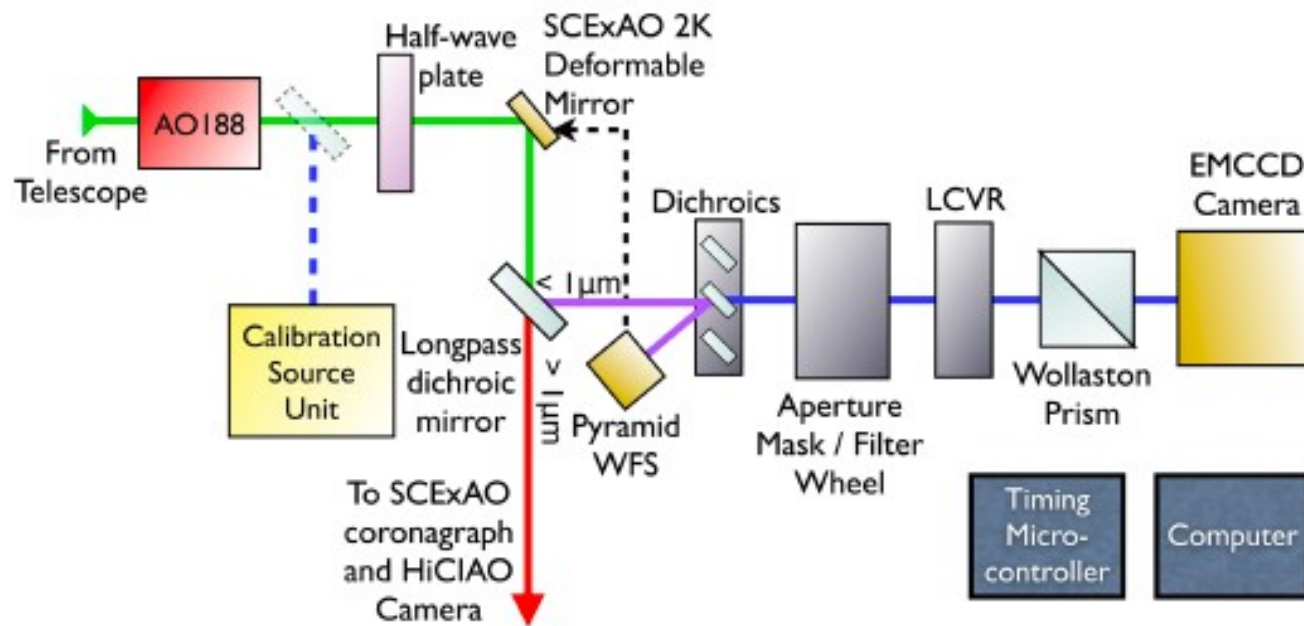 SCExAO 2K
Deformable
Mirror
Half-wave
plate
AO188
From
Telescope
EMCCD
Camera
LCVR
Dichroics
< 1μm
> 1μm
Calibration
Source
Unit
Longpass
dichroic
mirror
Pyramid
WFS
Aperture
Mask / Filter
Wheel
Wollaston
Prism
To SCExAO
coronagraph
and HiCIAO
Camera
Timing
Micro-
controller
Computer